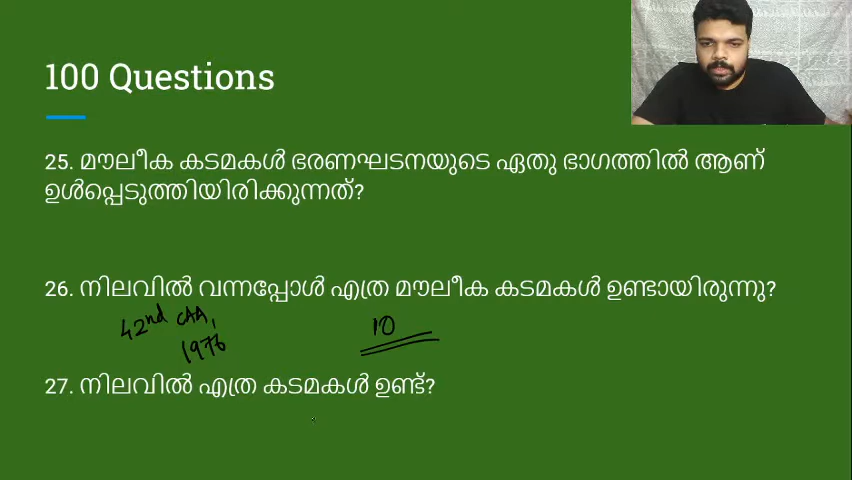 100 Questions
25. മൗലീക കടമകൾ ഭരണഘടനയുടെ ഏതു ഭാഗത്തിൽ ആണ്
ഉൾപ്പെടുത്തിയിരിക്കുന്നത്?
26. നിലവിൽ വന്നപ്പോൾ എത്ര മൗലീക കടമകൾ ഉണ്ടായിരുന്നു?
42nd CAA,
1976
10
27. നിലവിൽ എത്ര കടമകൾ ഉണ്ട്?